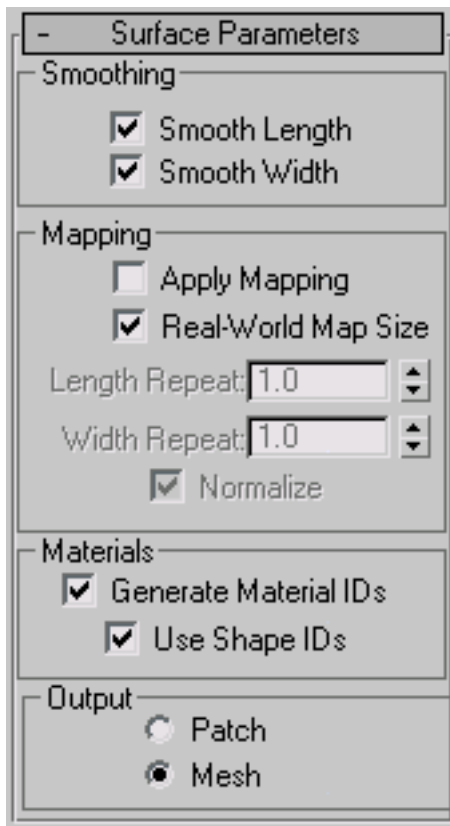 - Surface Parameters
Smoothing
Smooth Length
Smooth Width
Mapping
Apply Mapping
Real-World Map Size
Length Repeat: 1.0
Width Repeat: 1.0
Normalize
Materials
Generate Material IDs
Use Shape IDs
Output
Patch
Mesh